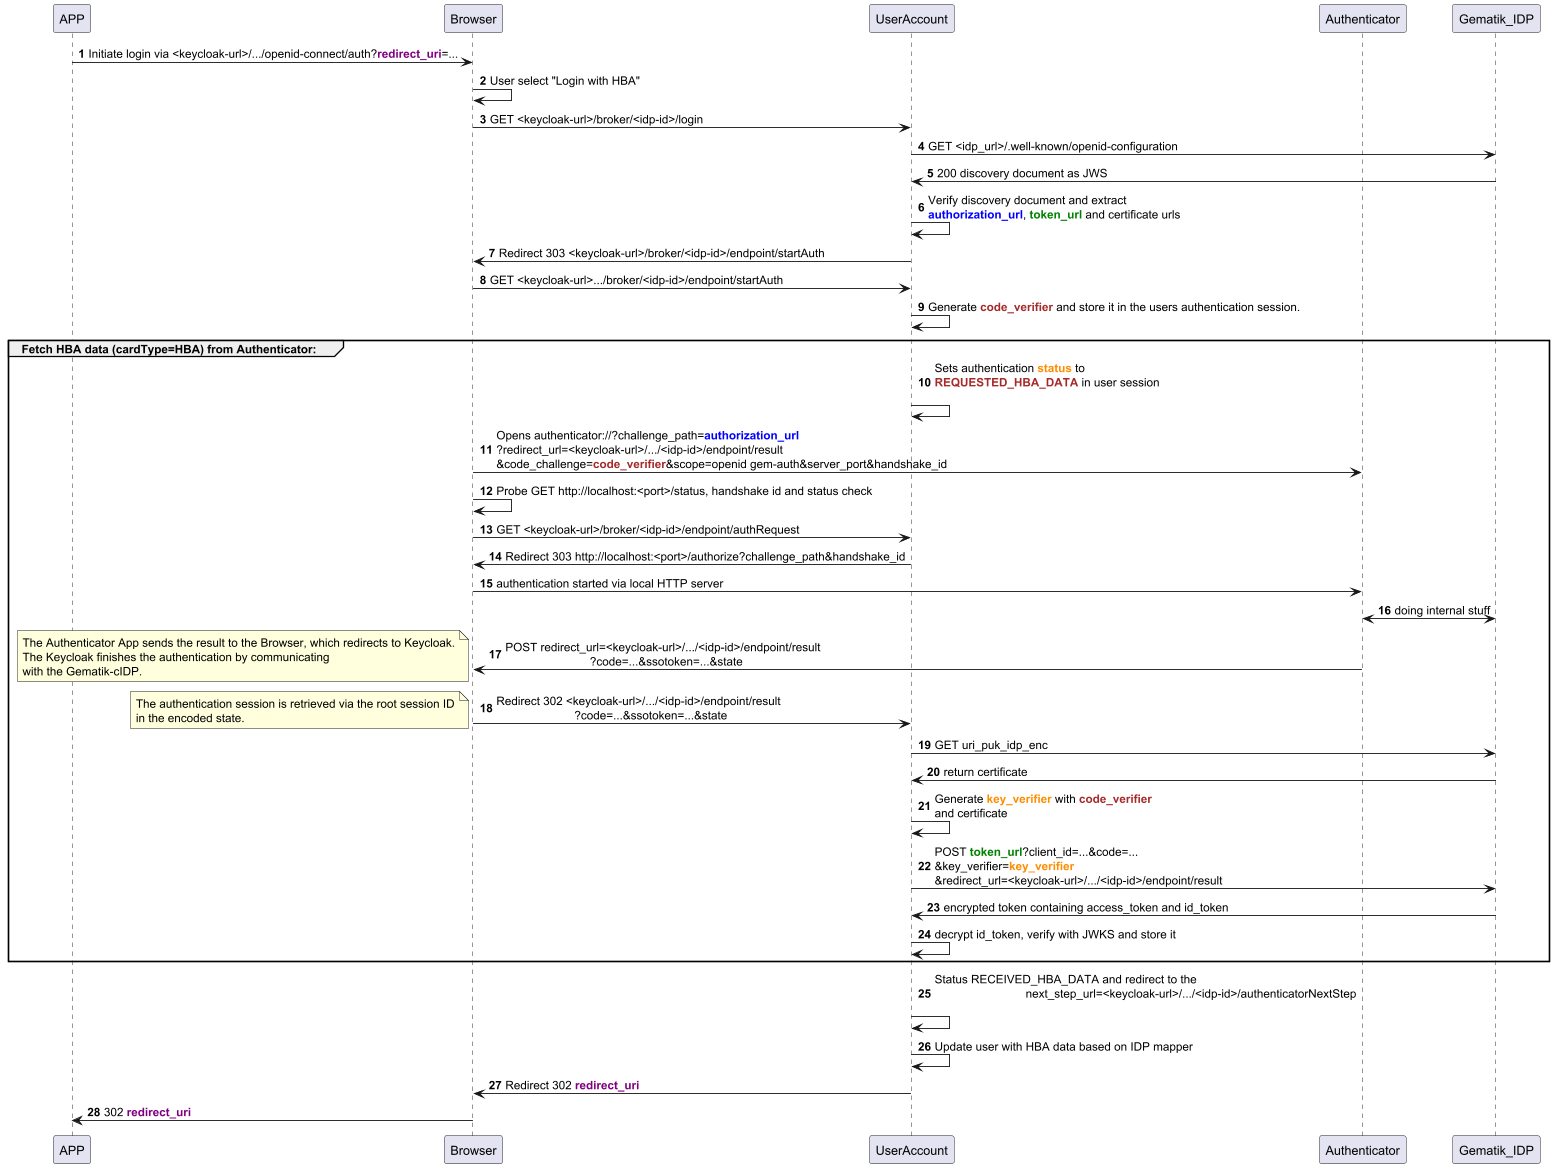 APP
Browser
UserAccount
Authenticator
Gematik_IDP
1 Initiate login via <keycloak-url>/.../openid-connect/auth?redirect_uri=...
2 User select "Login with HBA"
3 GET <keycloak-url>/broker/<idp-id>/login
4 GET <idp_url>/.well-known/openid-configuration
5 200 discovery document as JWS
6 Verify discovery document and extract
authorization_url, token_url and certificate urls
7 Redirect 303 <keycloak-url>/broker/<idp-id>/endpoint/startAuth
8 GET <keycloak-url>.../broker/<idp-id>/endpoint/startAuth
9 Generate code_verifier and store it in the users authentication session.
Fetch HBA data (cardType=HBA) from Authenticator:
Sets authentication status to
10 REQUESTED_HBA_DATA in user session
Opens authenticator://?challenge_path=authorization_url
11 ?redirect_url=<keycloak-url>/.../<idp-id>/endpoint/result
&code_challenge=code_verifier&scope=openid gem-auth&server_port&handshake_id
12 Probe GET http://localhost:<port>/status, handshake id and status check
13 GET <keycloak-url>/broker/<idp-id>/endpoint/authRequest
14 Redirect 303 http://localhost:<port>/authorize?challenge_path&handshake_id
15 authentication started via local HTTP server
16 doing internal stuff
The Authenticator App sends the result to the Browser, which redirects to Keycloak.
The Keycloak finishes the authentication by communicating
with the Gematik-cIDP.
17 POST redirect_url=<keycloak-url>/.../<idp-id>/endpoint/result
?code=...&ssotoken=...&state
The authentication session is retrieved via the root session ID
in the encoded state.
18 Redirect 302 <keycloak-url>/.../<idp-id>/endpoint/result
?code=...&ssotoken=...&state
19 GET uri_puk_idp_enc
20 return certificate
21 Generate key_verifier with code_verifier
and certificate
POST token_url?client_id=...&code=...
22 &key_verifier=key_verifier
&redirect_url=<keycloak-url>/.../<idp-id>/endpoint/result
23 encrypted token containing access_token and id_token
24 decrypt id_token, verify with JWKS and store it
Status RECEIVED_HBA_DATA and redirect to the
25 next_step_url=<keycloak-url>/.../<idp-id>/authenticatorNextStep
26 Update user with HBA data based on IDP mapper
27 Redirect 302 redirect_uri
28 302 redirect_uri
APP
Browser
UserAccount
Authenticator
Gematik_IDP